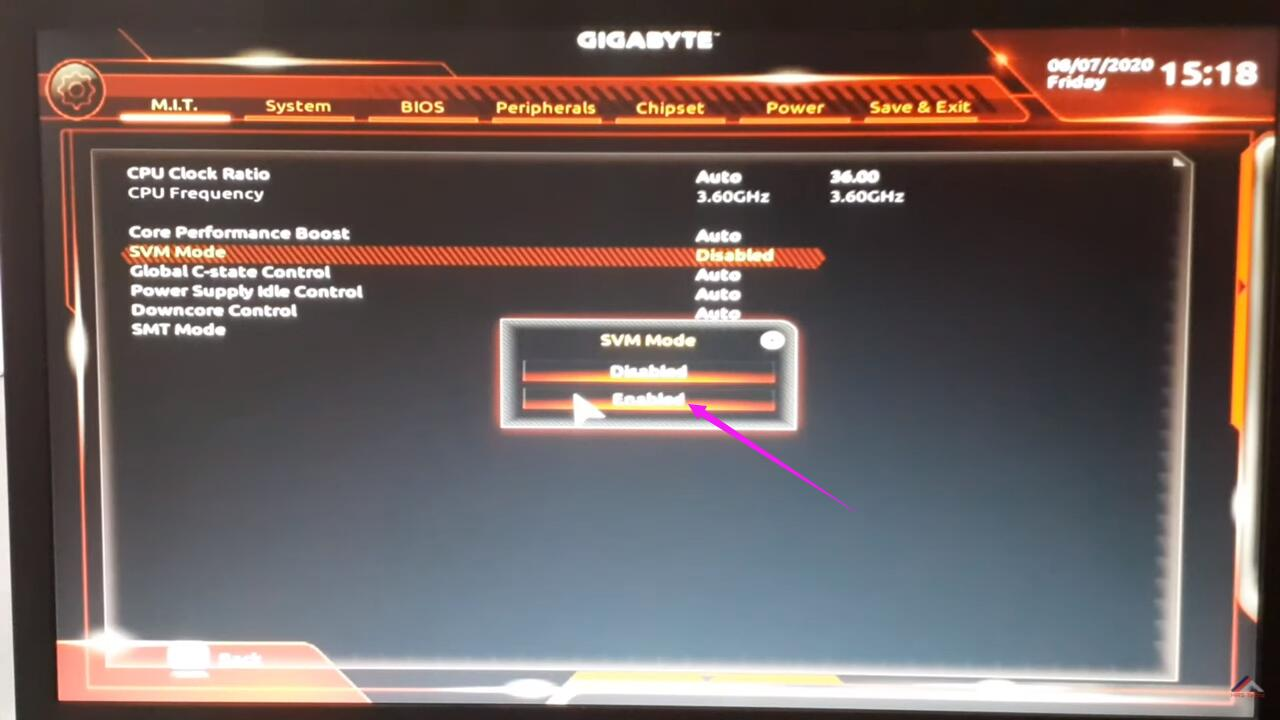 GIGABYTE™
08/07/2020
Friday
15:18
M.I.T. System BIOS Peripherals Chipset Power Save & Exit
CPU Clock Ratio Auto 36.00
CPU Frequency 3.60GHz 3.60GHz
Core Performance Boost Auto
SVM Mode Disabled
Global C-state Control Auto
Power Supply Idle Control Auto
Downcore Control Auto
SMT Mode
SVM Mode
Disabled
Enabled
Back